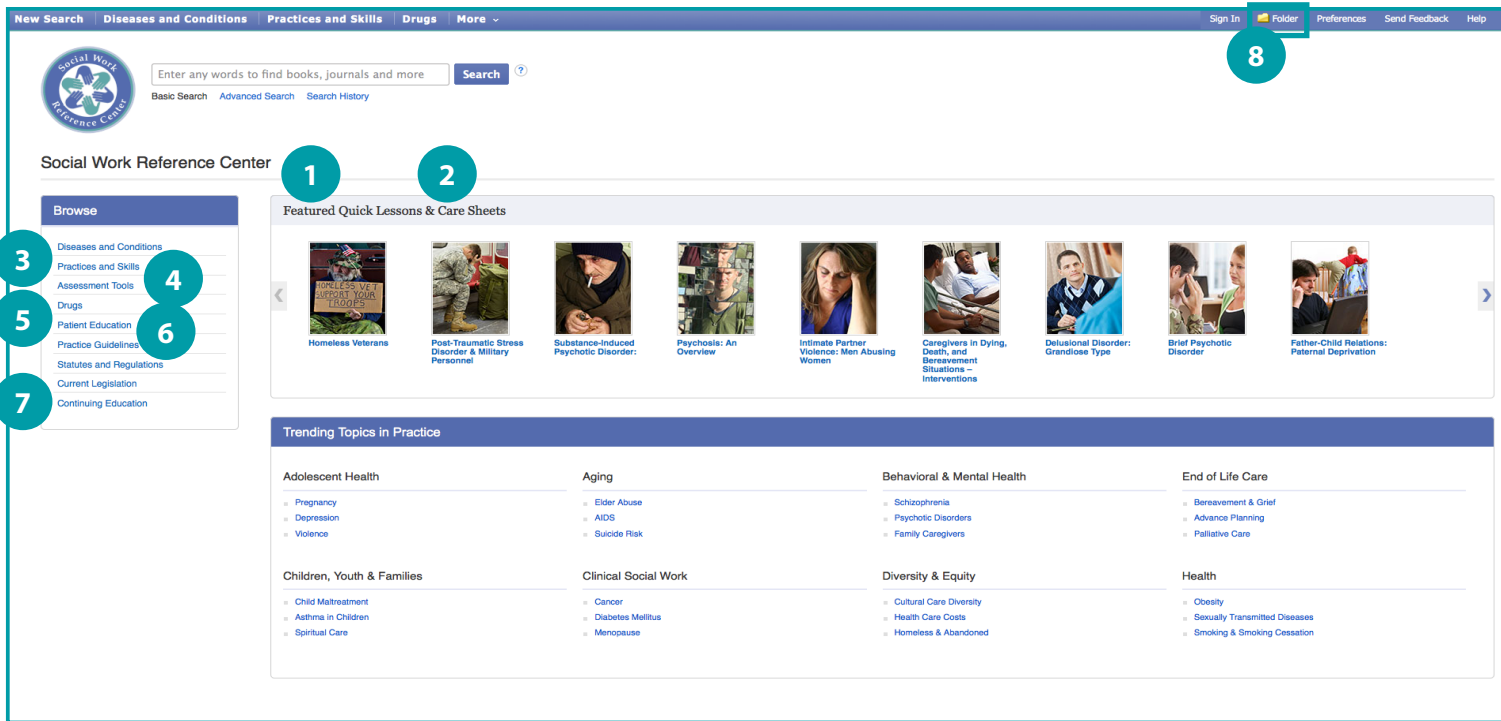 New Search Diseases and Conditions Practices and Skills Drugs More Sign In Folder Preferences Send Feedback Help
8
Social Work Reference Center
Enter any words to find books, journals and more Search ?
Basic Search Advanced Search Search History
Social Work Reference Center
1
2
Browse
Diseases and Conditions
3
Practices and Skills
4
Assessment Tools
Drugs
5
Patient Education
6
Practice Guidelines
Statutes and Regulations
Current Legislation
7
Continuing Education
Featured Quick Lessons & Care Sheets
HOMELESS VET
SUPPORT YOUR
TROOPS
Homeless Veterans
Post-Traumatic Stress
Disorder & Military
Personnel
Substance-Induced
Psychotic Disorder:
Psychosis: An
Overview
Intimate Partner
Violence: Men Abusing
Women
Caregivers in Dying,
Death, and
Bereavement
Situations –
Interventions
Delusional Disorder:
Grandiose Type
Brief Psychotic
Disorder
Father-Child Relations:
Paternal Deprivation
Trending Topics in Practice
Adolescent Health
Pregnancy
Depression
Violence
Aging
Elder Abuse
AIDS
Suicide Risk
Behavioral & Mental Health
Schizophrenia
Psychotic Disorders
Family Caregivers
End of Life Care
Bereavement & Grief
Advance Planning
Palliative Care
Children, Youth & Families
Child Maltreatment
Asthma in Children
Spiritual Care
Clinical Social Work
Cancer
Diabetes Mellitus
Menopause
Diversity & Equity
Cultural Care Diversity
Health Care Costs
Homeless & Abandoned
Health
Obesity
Sexually Transmitted Diseases
Smoking & Smoking Cessation